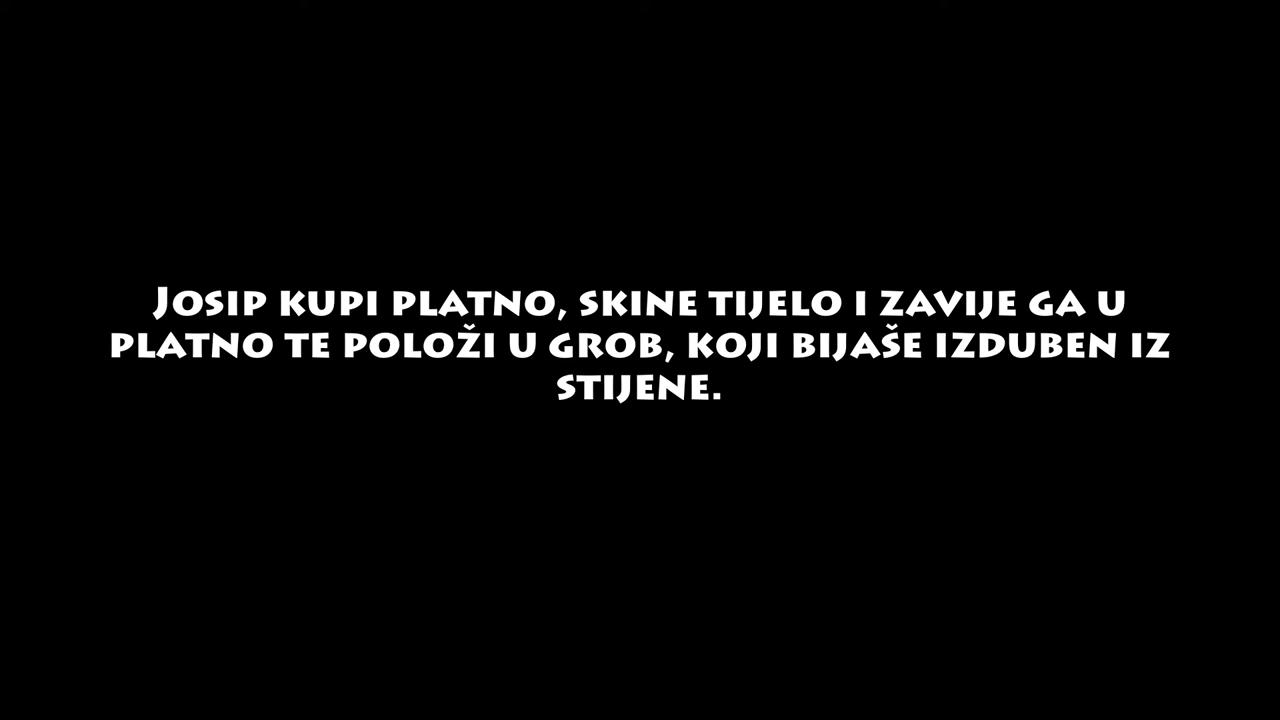 Josip kupi platno, skine tijelo i zavije ga u
platno te položi u grob, koji bijaše izduben iz
stijene.